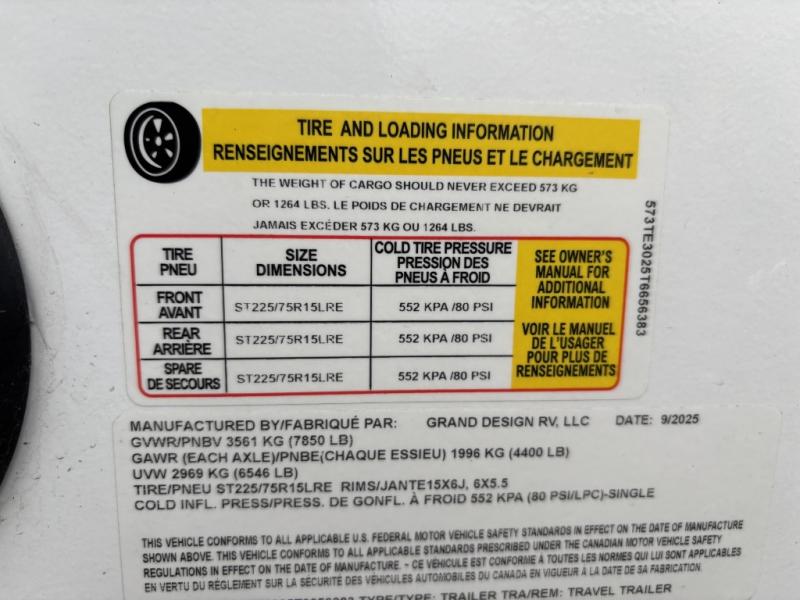 TIRE AND LOADING INFORMATION
RENSEIGNEMENTS SUR LES PNEUS ET LE CHARGEMENT
THE WEIGHT OF CARGO SHOULD NEVER EXCEED 573 KG
OR 1264 LBS. LE POIDS DE CHARGEMENT NE DEVRAIT
JAMAIS EXCÉDER 573 KG OU 1264 LBS.
TIRE
PNEU
SIZE
DIMENSIONS
COLD TIRE PRESSURE
PRESSION DES
PNEUS À FROID
FRONT
AVANT
ST225/75R15LRE
552 KPA /80 PSI
REAR
ARRIÈRE
ST225/75R15LRE
552 KPA /80 PSI
SPARE
DE SECOURS
ST225/75R15LRE
552 KPA /80 PSI
SEE OWNER'S
MANUAL FOR
ADDITIONAL
INFORMATION
VOIR LE MANUEL
DE L'USAGER
POUR PLUS DE
RENSEIGNEMENTS
573TE3025T6656383
MANUFACTURED BY/FABRIQUÉ PAR: GRAND DESIGN RV, LLC DATE: 9/2025
GVWR/PNBV 3561 KG (7850 LB)
GAWR (EACH AXLE)/PNBE(CHAQUE ESSIEU) 1996 KG (4400 LB)
UVW 2969 KG (6546 LB)
TIRE/PNEU ST225/75R15LRE RIMS/JANTE15X6J, 6X5.5
COLD INFL. PRESS/PRESS. DE GONFL. À FROID 552 KPA (80 PSI/LPC)-SINGLE
THIS VEHICLE CONFORMS TO ALL APPLICABLE U.S. FEDERAL MOTOR VEHICLE SAFETY STANDARDS IN EFFECT ON THE DATE OF MANUFACTURE
SHOWN ABOVE. THIS VEHICLE CONFORMS TO ALL APPLICABLE STANDARDS PRESCRIBED UNDER THE CANADIAN MOTOR VEHICLE SAFETY
REGULATIONS IN EFFECT ON THE DATE OF MANUFACTURE. - CE VÉHICULE EST CONFORME À TOUTES LES NORMES QUI LUI SONT APPLICABLES
EN VERTU DU RÉGLEMENT SUR LA SÉCURITÉ DES VÉHICULES AUTOMOBILES DU CANADA EN VIGUEUR À LA DATE DE SA FABRICATION.
TYPE/TYPE: TRAILER TRA/REM: TRAVEL TRAILER